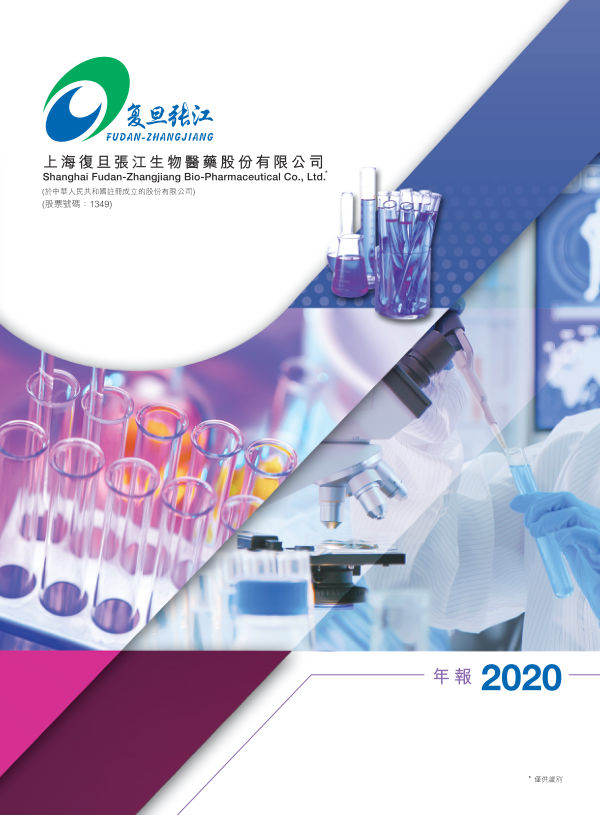 复旦张江
FUDAN-ZHANGJIANG
上海復旦張江生物醫藥股份有限公司
Shanghai Fudan-Zhangjiang Bio-Pharmaceutical Co., Ltd.*
(於中華人民共和國註冊成立的股份有限公司)
(股票號碼：1349)
年報 2020
* 僅供識別